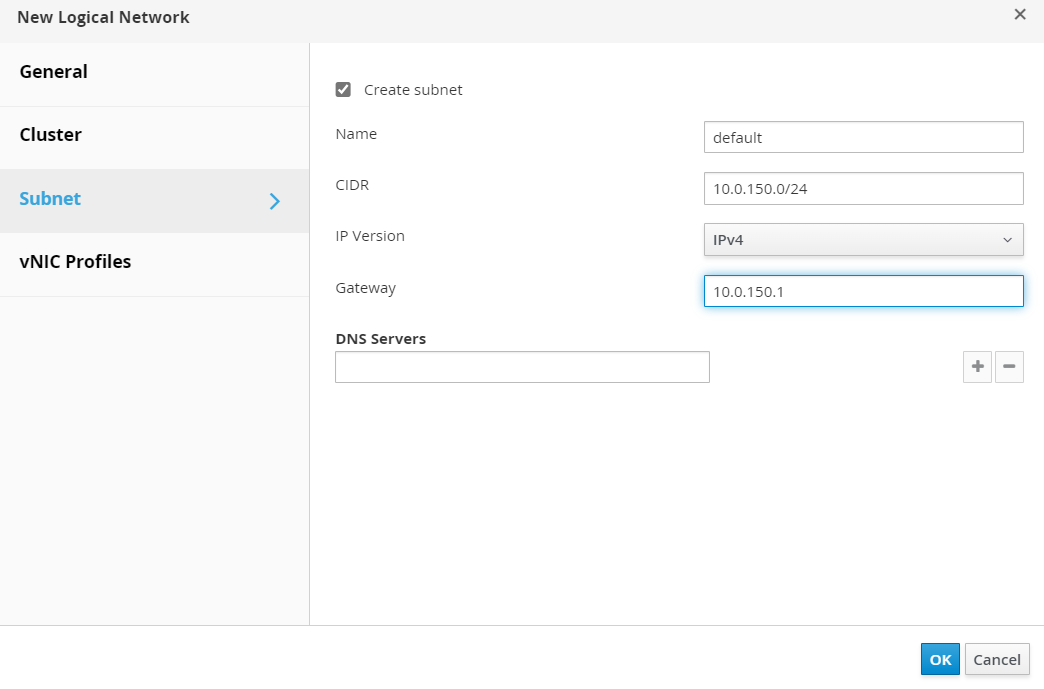 New Logical Network
General
Cluster
Subnet
vNIC Profiles
Create subnet
Name default
CIDR 10.0.150.0/24
IP Version IPv4
Gateway 10.0.150.1
DNS Servers
OK Cancel